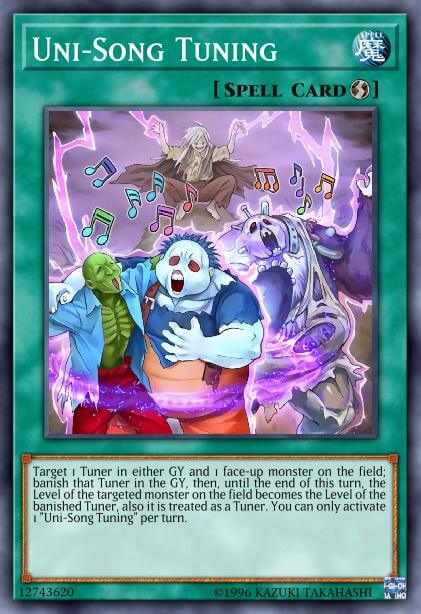 Uni-Song Tuning
SPELL
魔
[Spell Card]
Target 1 Tuner in either GY and 1 face-up monster on the field;
banish that Tuner in the GY, then, until the end of this turn, the
Level of the targeted monster on the field becomes the Level of the
banished Tuner, also it is treated as a Tuner. You can only activate
1 "Uni-Song Tuning" per turn.
12743620
©1996 KAZUKI TAKAHASHI